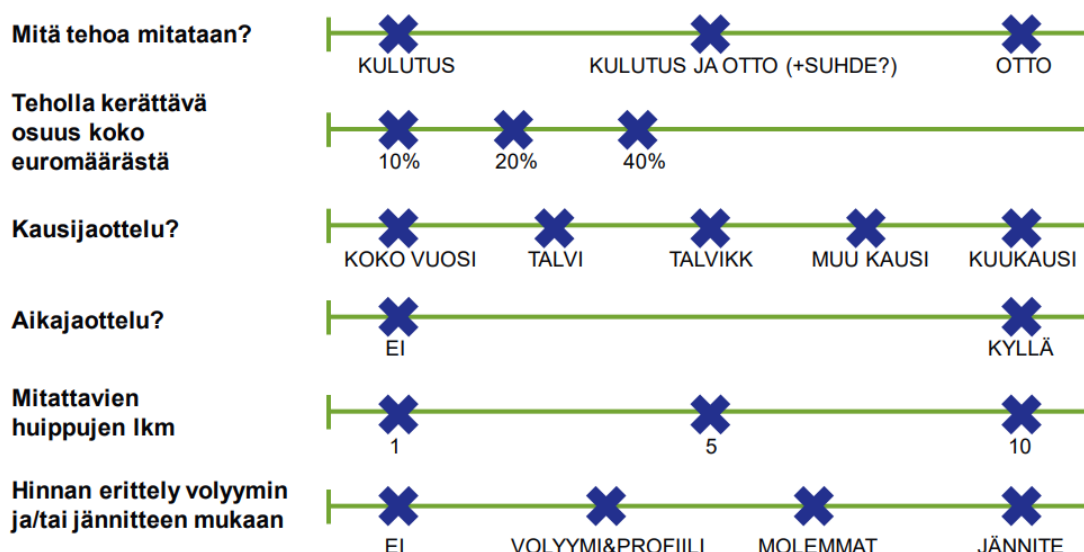 Mitä tehoa mitataan?
KULUTUS KULUTUS JA OTTO (+SUHDE?) OTTO
Teholla kerättävä
osuus koko
euromäärästä
10% 20% 40%
Kausijaottelu?
KOKO VUOSI TALVI TALVIKK MUU KAUSI KUUKAUSI
Aikajaottelu?
EI KYLLÄ
Mitattavien
huippujen lkm
1 5 10
Hinnan erittely volyymin
ja/tai jännitteen mukaan
EI VOLYYMI&PROFIILI MOLEMMAT JÄNNITE